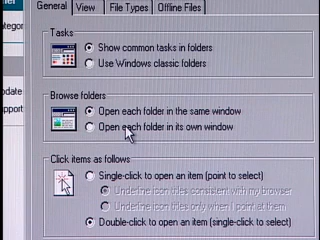 General View File Types Offline Files
Tasks
Show common tasks in folders
Use Windows classic folders
Browse folders
Open each folder in the same window
Open each folder in its own window
Click items as follows
Single-click to open an item (point to select)
Underline icon titles consistent with my browser
Underline icon titles only when I point at them
Double-click to open an item (single-click to select)